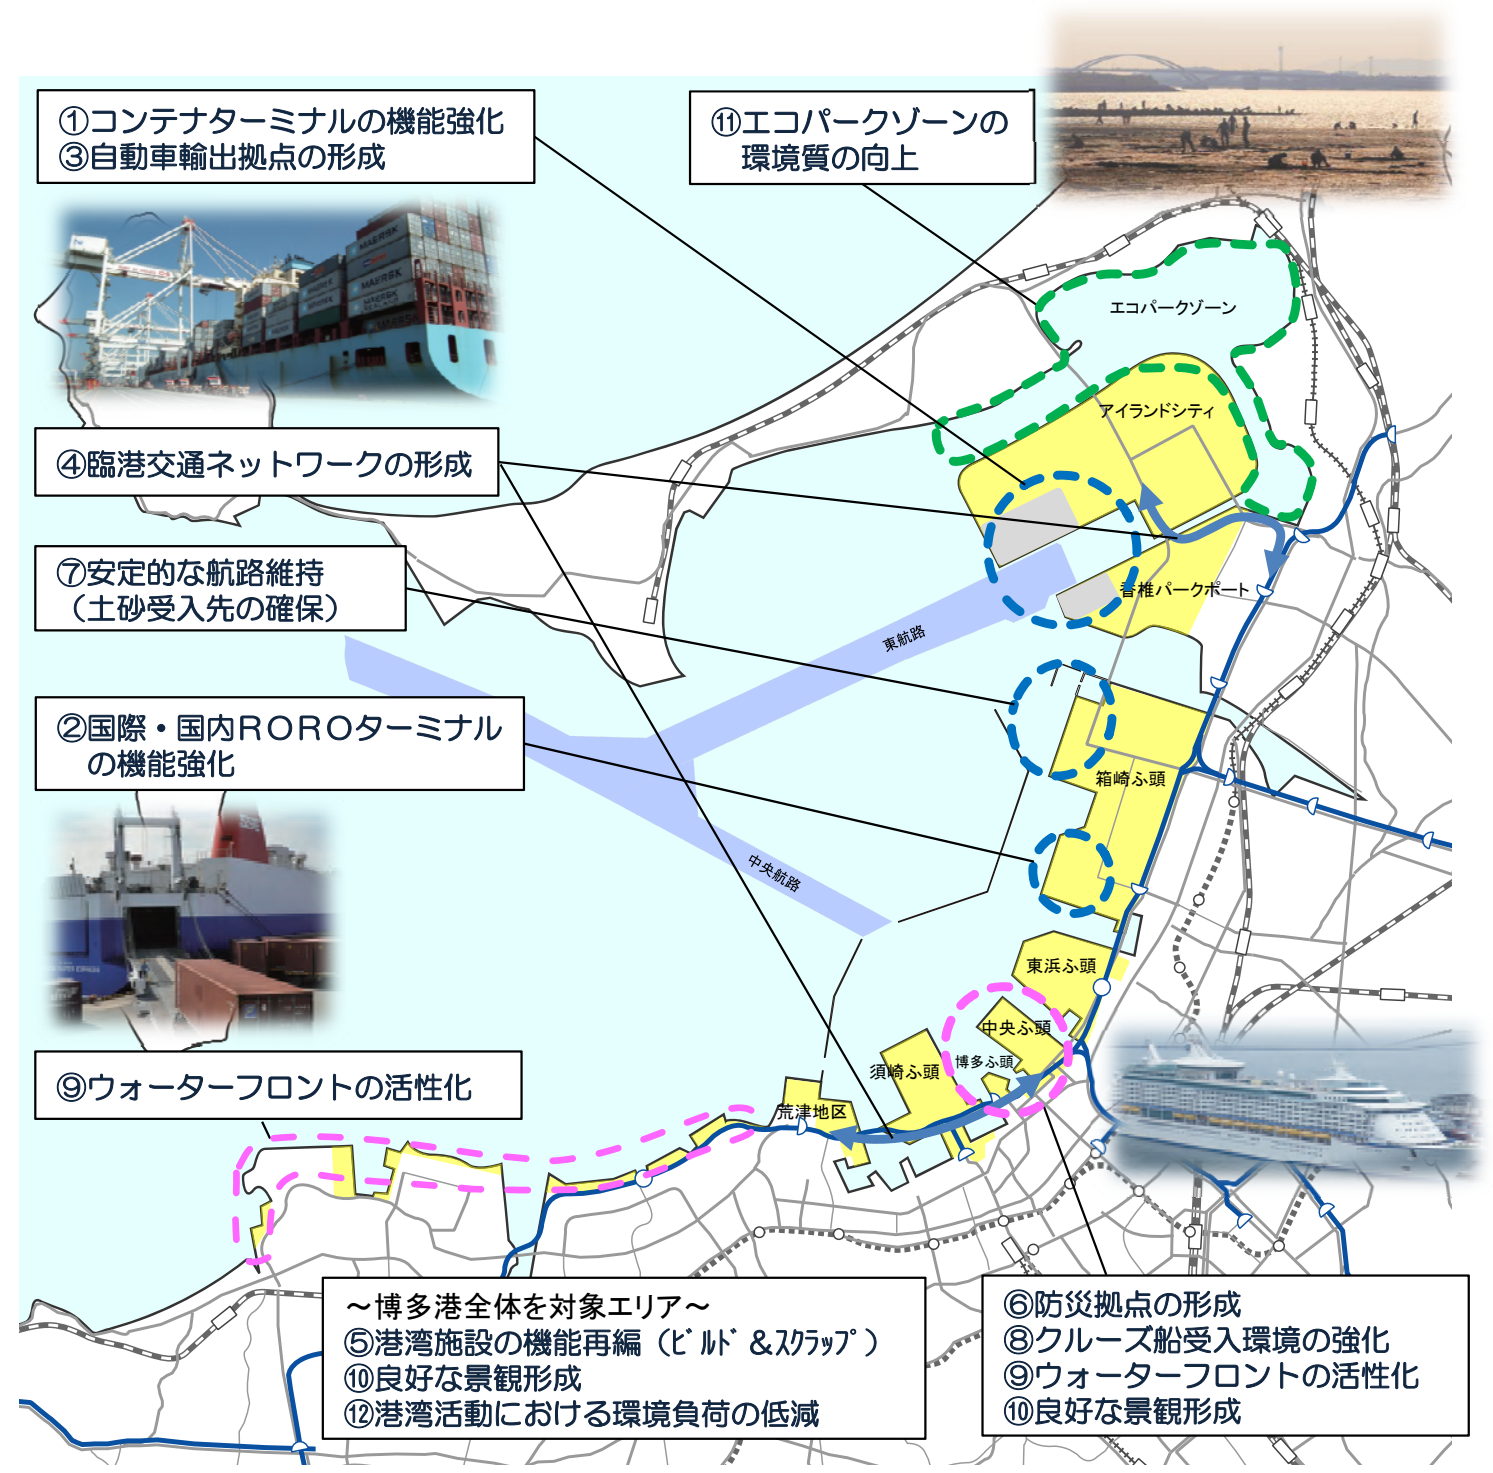 ①コンテナターミナルの機能強化
③自動車輸出拠点の形成
⑪エコパークゾーンの
環境質の向上
MAERSK
MAERSK
MAERSK
エコパークゾーン
アイランドシティ
④臨港交通ネットワークの形成
⑦安定的な航路維持
（土砂受入先の確保）
香椎パークポート
東航路
②国際・国内ＲＯＲＯターミナル
の機能強化
箱崎ふ頭
中央航路
東浜ふ頭
中央ふ頭
博多ふ頭
須崎ふ頭
荒津地区
⑨ウォーターフロントの活性化
～博多港全体を対象エリア～
⑤港湾施設の機能再編（ﾋﾞﾙﾄﾞ＆ｽｸﾗｯﾌﾟ）
⑩良好な景観形成
⑫港湾活動における環境負荷の低減
⑥防災拠点の形成
⑧クルーズ船受入環境の強化
⑨ウォーターフロントの活性化
⑩良好な景観形成